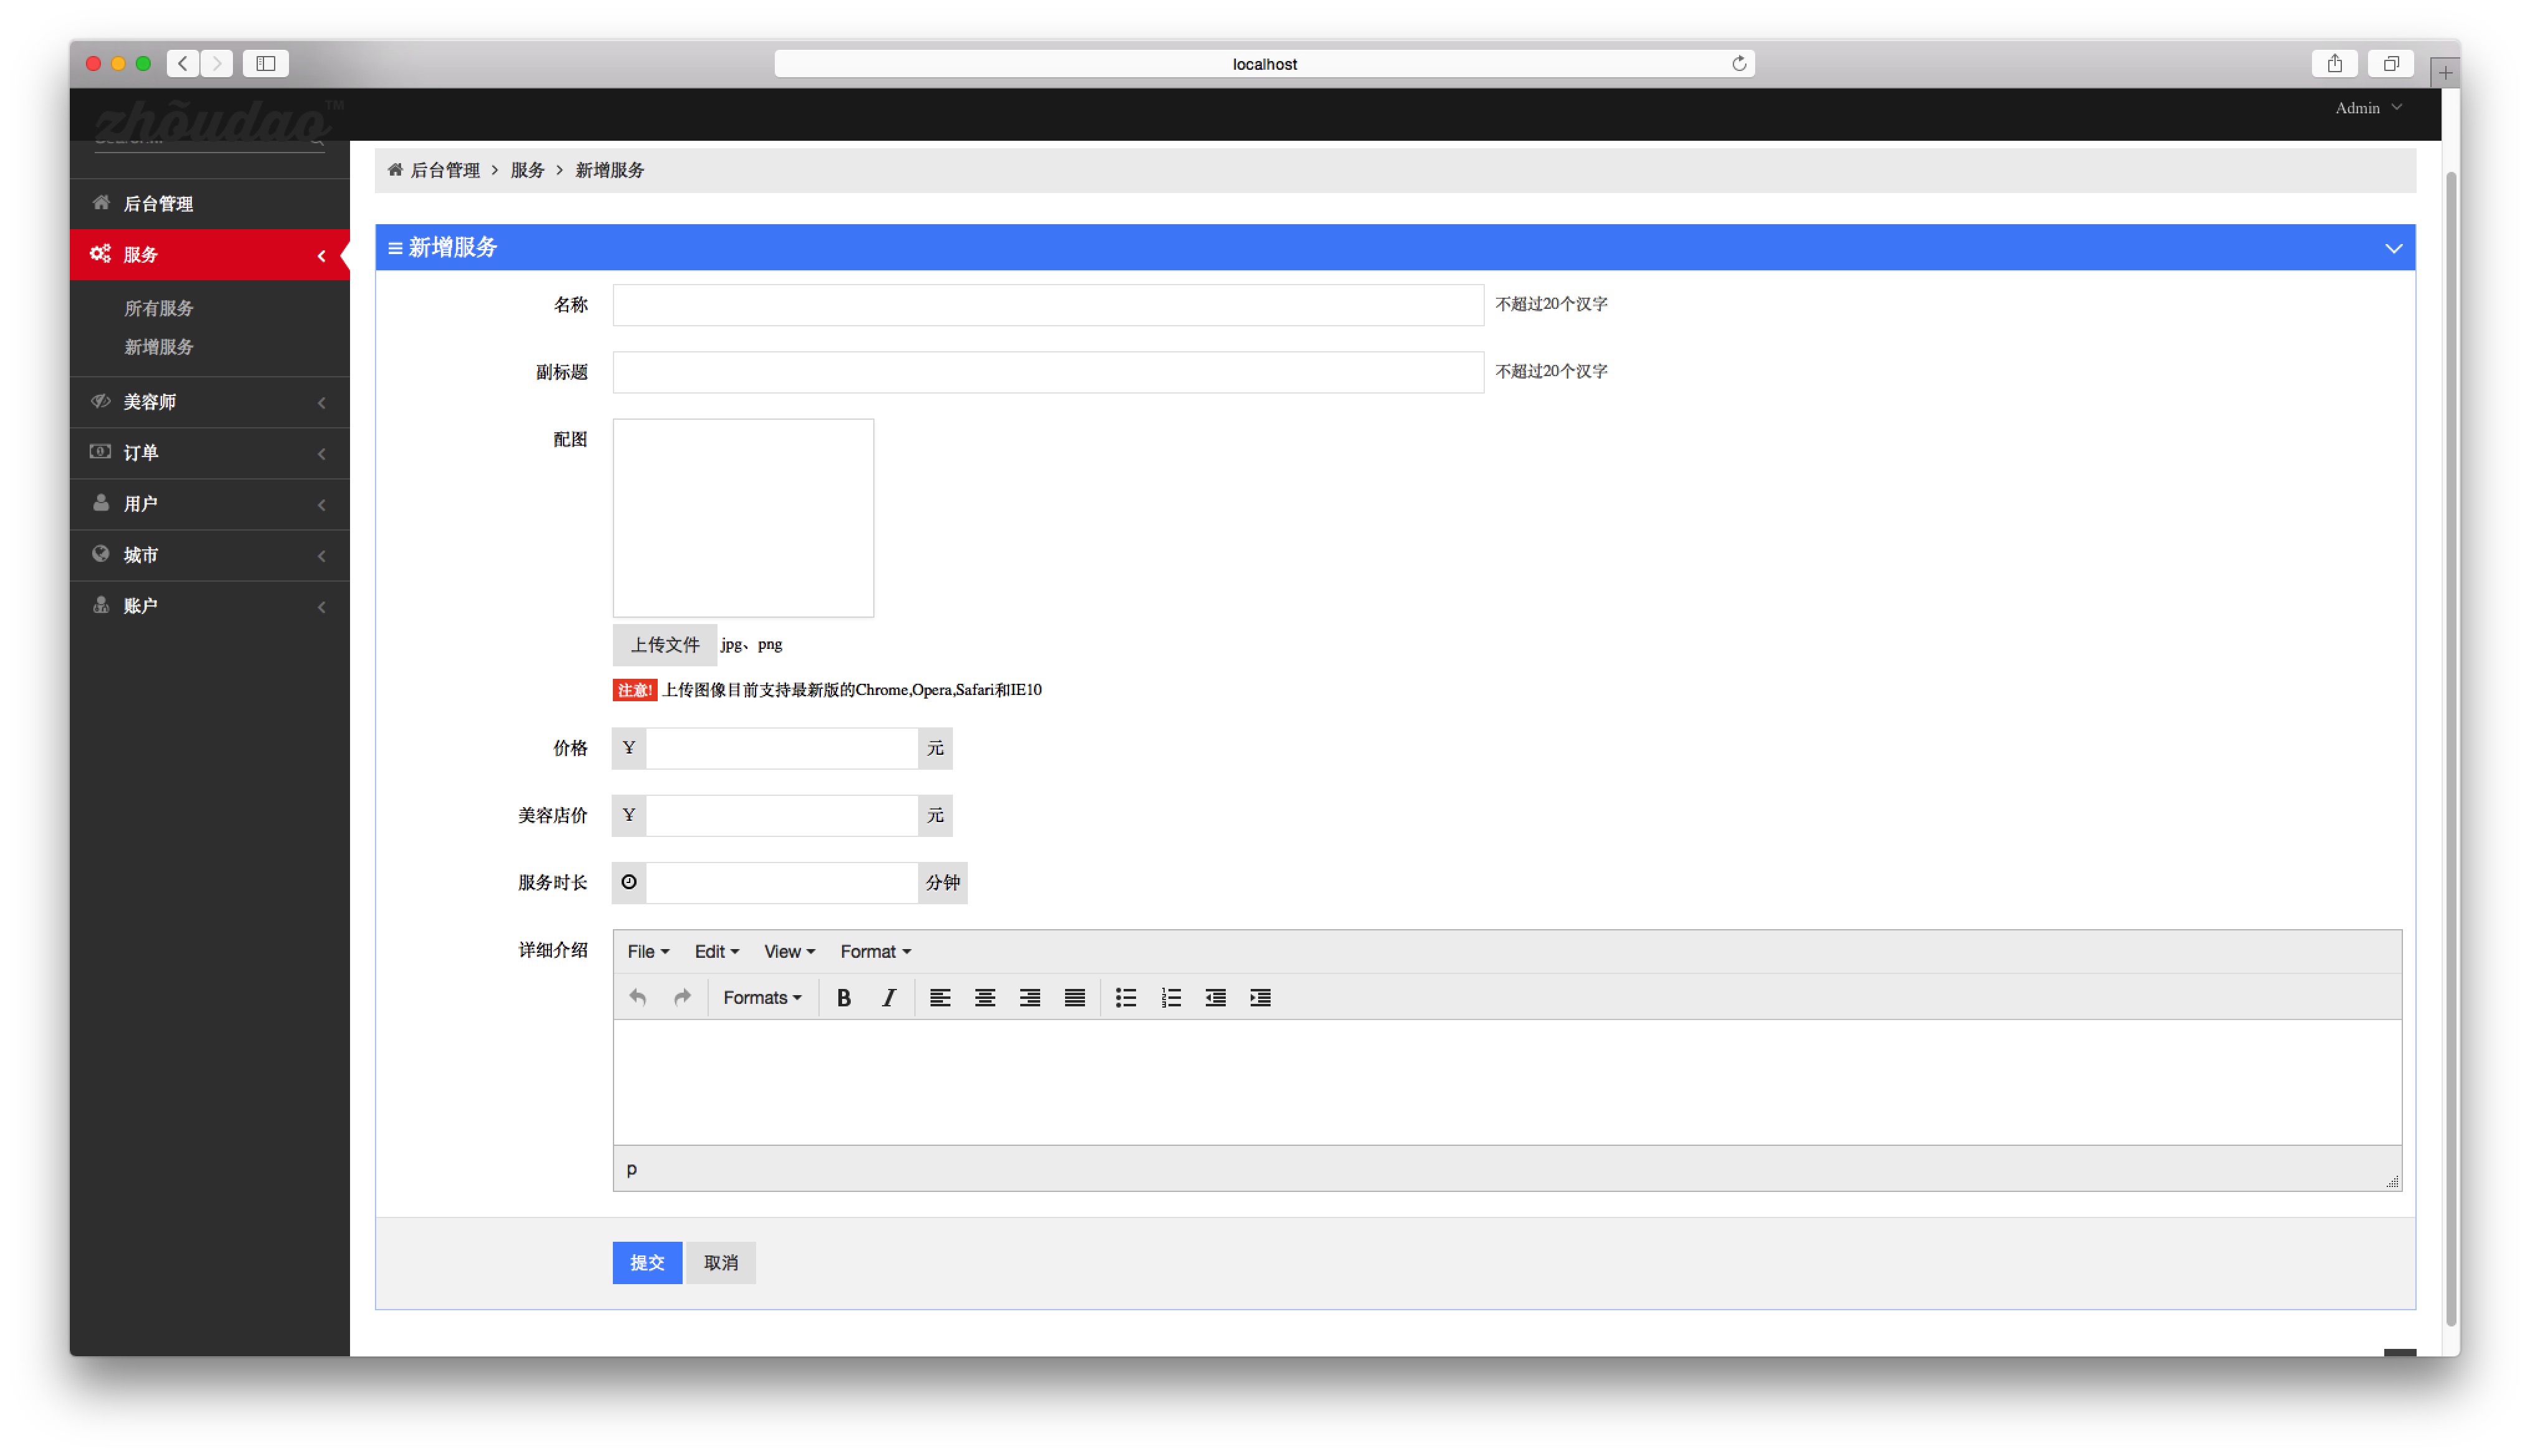 localhost
zhōudao™
Admin
后台管理 > 服务 > 新增服务
后台管理
服务
所有服务
新增服务
美容师
订单
用户
城市
账户
新增服务
名称 不超过20个汉字
副标题 不超过20个汉字
配图
上传文件 jpg、png
注意! 上传图像目前支持最新版的Chrome,Opera,Safari和IE10
价格 ¥ 元
美容店价 ¥ 元
服务时长 分钟
详细介绍
File Edit View Format
Formats B I
p
提交 取消